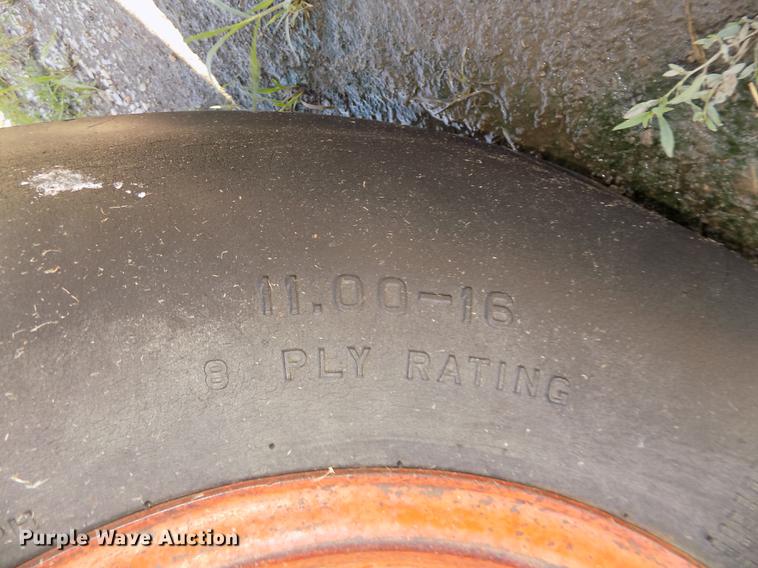 11.00-16
8 PLY RATING
Purple Wave Auction